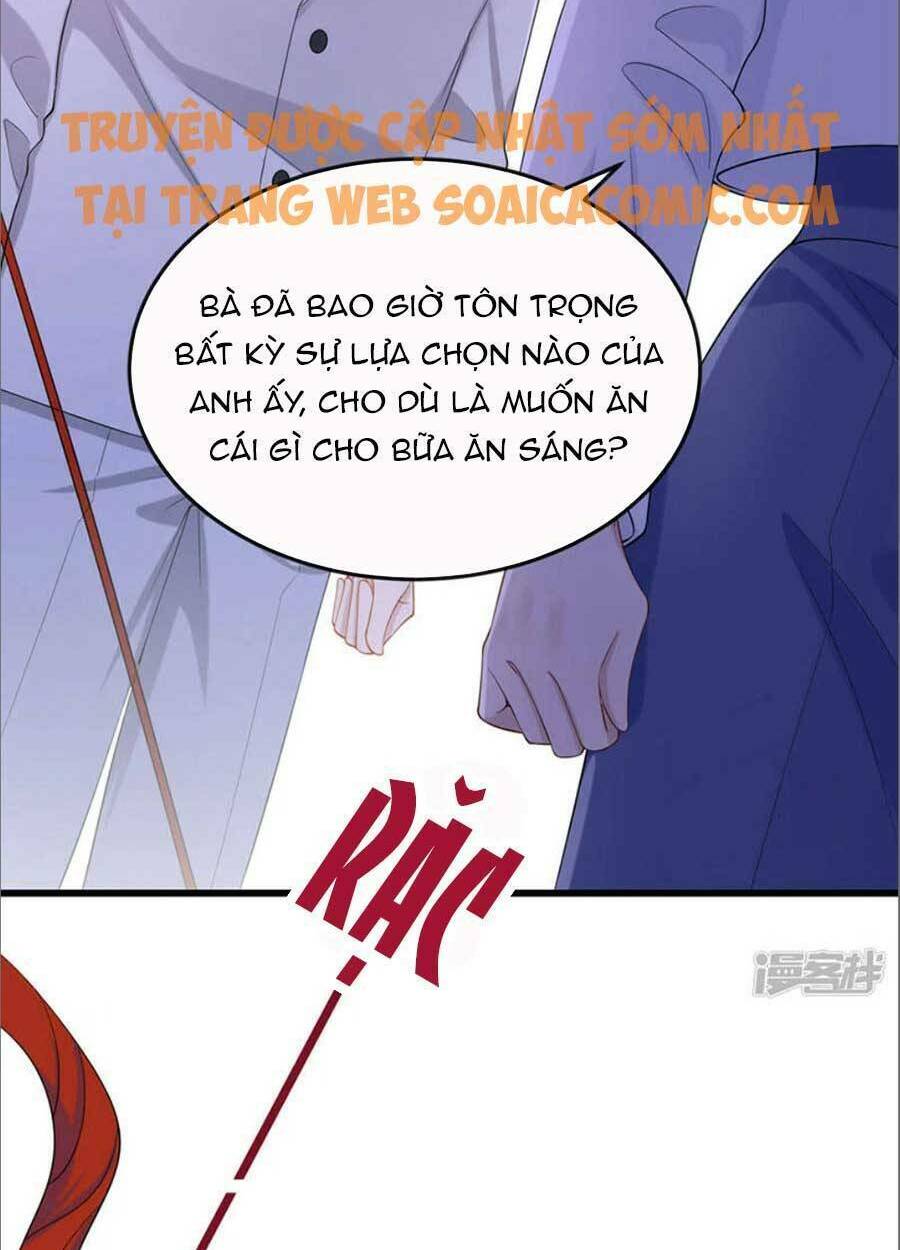 TRUYỆN ĐƯỢC CẬP NHẬT SỚM NHẤT
TẠI TRANG WEB SOAICACOMIC.COM
BÀ ĐÃ BAO GIỜ TÔN TRỌNG
BẤT KỲ SỰ LỰA CHỌN NÀO CỦA
ANH ẤY, CHO DÙ LÀ MUỐN ĂN
CÁI GÌ CHO BỮA ĂN SÁNG?
RẮC
漫客栈